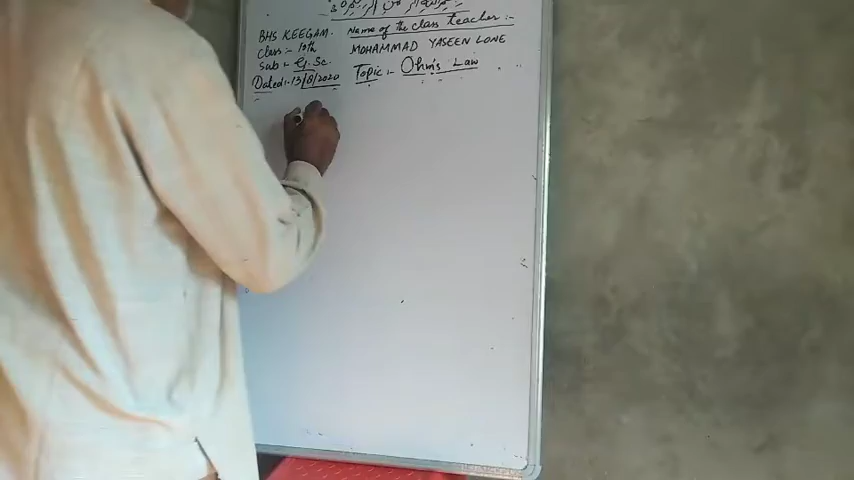 BHS KEEGAM. Name of the class teacher :-
Class :- 10th MOHAMMAD YASEEN LONE
Sub :- G. Sc.
Dated :- 13/8/2020 Topic :- Ohm's Law